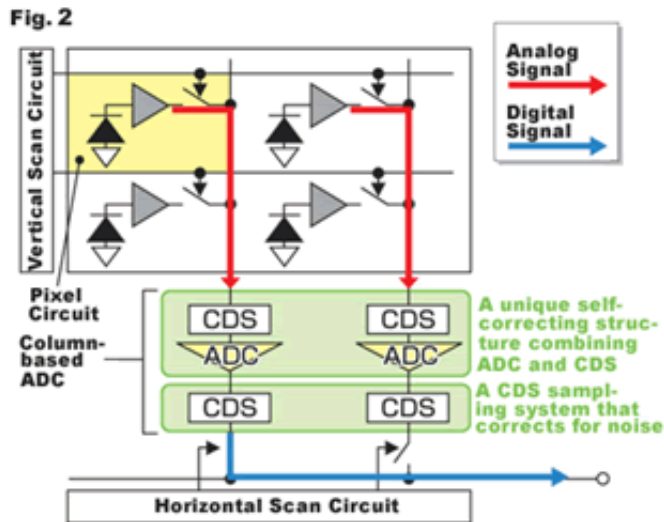 Fig. 2
Analog
Signal
Digital
Signal
Vertical Scan Circuit
Pixel
Circuit
Column-
based
ADC
CDS
CDS
ADC
ADC
CDS
CDS
A unique self-
correcting struc-
ture combining
ADC and CDS
A CDS sampl-
ing system that
corrects for noise
Horizontal Scan Circuit